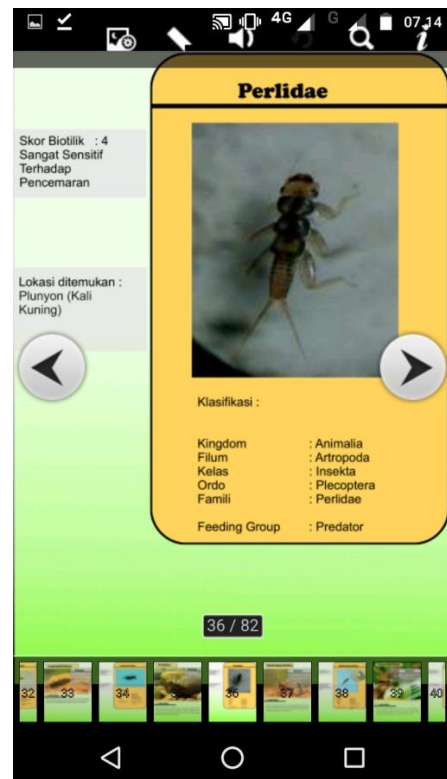 4G
G
07.14
Perlidae
Skor Biotilik : 4
Sangat Sensitif
Terhadap
Pencemaran
Lokasi ditemukan :
Plunyon (Kali
Kuning)
Klasifikasi :
Kingdom : Animalia
Filum : Artropoda
Kelas : Insekta
Ordo : Plecoptera
Famili : Perlidae
Feeding Group : Predator
36 / 82
32 33 34 36 37 38 39 40